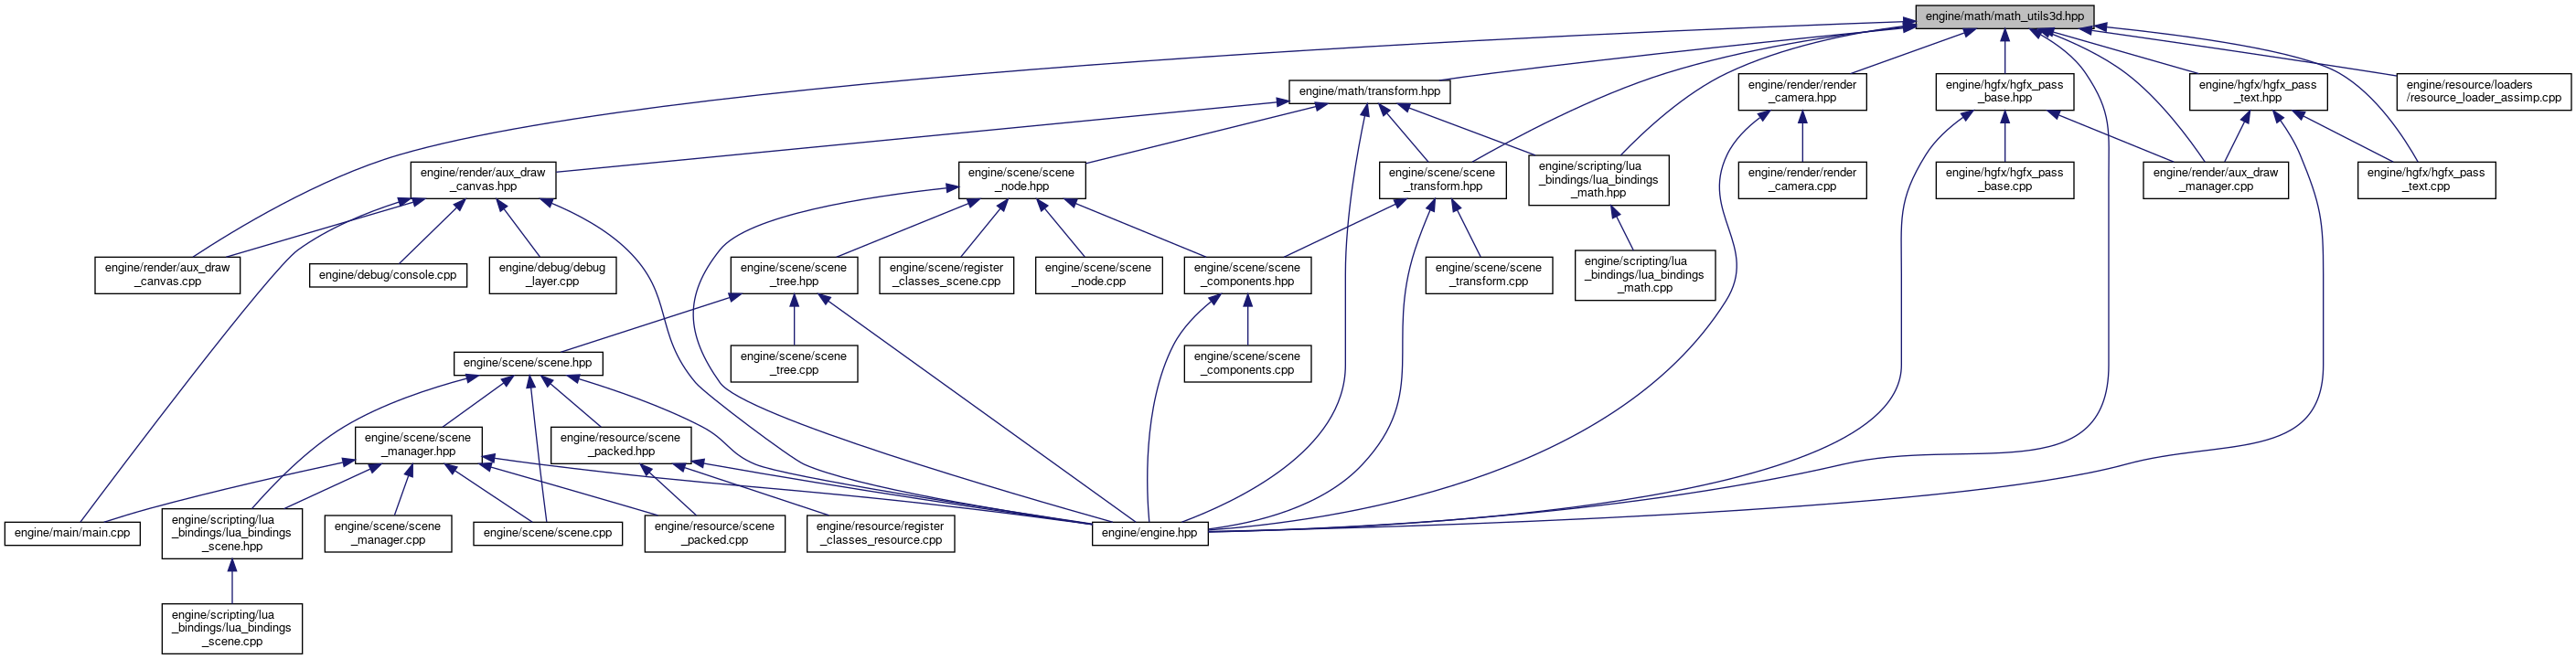 engine/math/math_utils3d.hpp
engine/math/transform.hpp
engine/render/render
_camera.hpp
engine/hgfx/hgfx_pass
_base.hpp
engine/hgfx/hgfx_pass
_text.hpp
engine/resource/loaders
/resource_loader_assimp.cpp
engine/render/aux_draw
_canvas.hpp
engine/scene/scene
_node.hpp
engine/scene/scene
_transform.hpp
engine/scripting/lua
_bindings/lua_bindings
_math.hpp
engine/render/render
_camera.cpp
engine/hgfx/hgfx_pass
_base.cpp
engine/render/aux_draw
_manager.cpp
engine/hgfx/hgfx_pass
_text.cpp
engine/render/aux_draw
_canvas.cpp
engine/debug/console.cpp
engine/debug/debug
_layer.cpp
engine/scene/scene
_tree.hpp
engine/scene/register
_classes_scene.cpp
engine/scene/scene
_node.cpp
engine/scene/scene
_components.hpp
engine/scene/scene
_transform.cpp
engine/scripting/lua
_bindings/lua_bindings
_math.cpp
engine/scene/scene.hpp
engine/scene/scene
_tree.cpp
engine/scene/scene
_components.cpp
engine/scene/scene
_manager.hpp
engine/resource/scene
_packed.hpp
engine/main/main.cpp
engine/scripting/lua
_bindings/lua_bindings
_scene.hpp
engine/scene/scene
_manager.cpp
engine/scene/scene.cpp
engine/resource/scene
_packed.cpp
engine/resource/register
_classes_resource.cpp
engine/engine.hpp
engine/scripting/lua
_bindings/lua_bindings
_scene.cpp